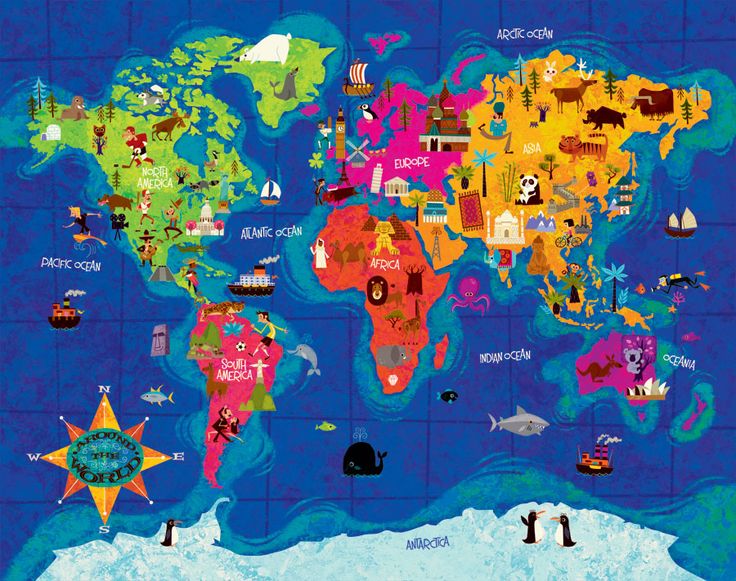 ARCTIC OCEAN
NORTH
AMERICA
EUROPE
ASIA
ATLANTIC OCEAN
PACIFIC OCEAN
AFRICA
INDIAN OCEAN
OCEANIA
SOUTH
AMERICA
N
W
E
S
AROUND
THE
WORLD
ANTARCTICA